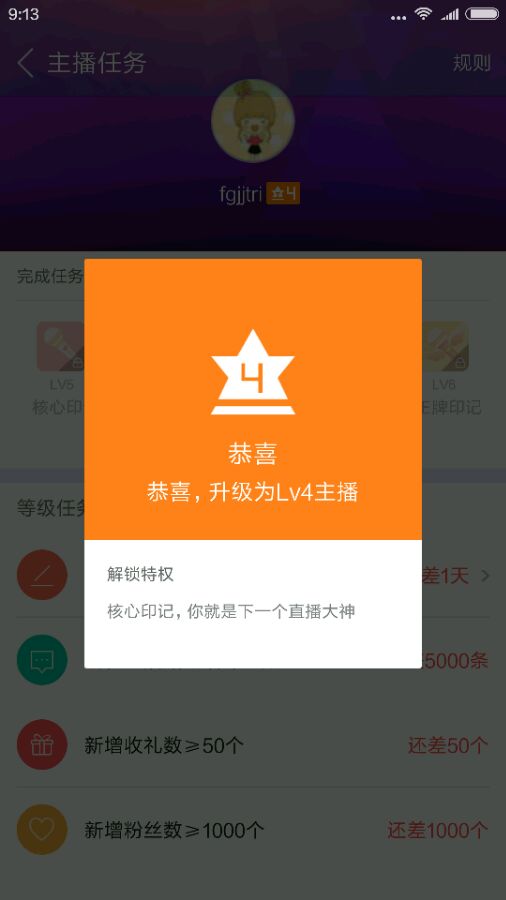 9:13
主播任务
规则
fgjjtri
4
完成任务
LV5
LV6
核心印
牌印记
4
恭喜
恭喜，升级为Lv4主播
等级任
解锁特权
核心印记，你就是下一个直播大神
差1天
5000条
新增收礼数≥50个
还差50个
新增粉丝数≥1000个
还差1000个